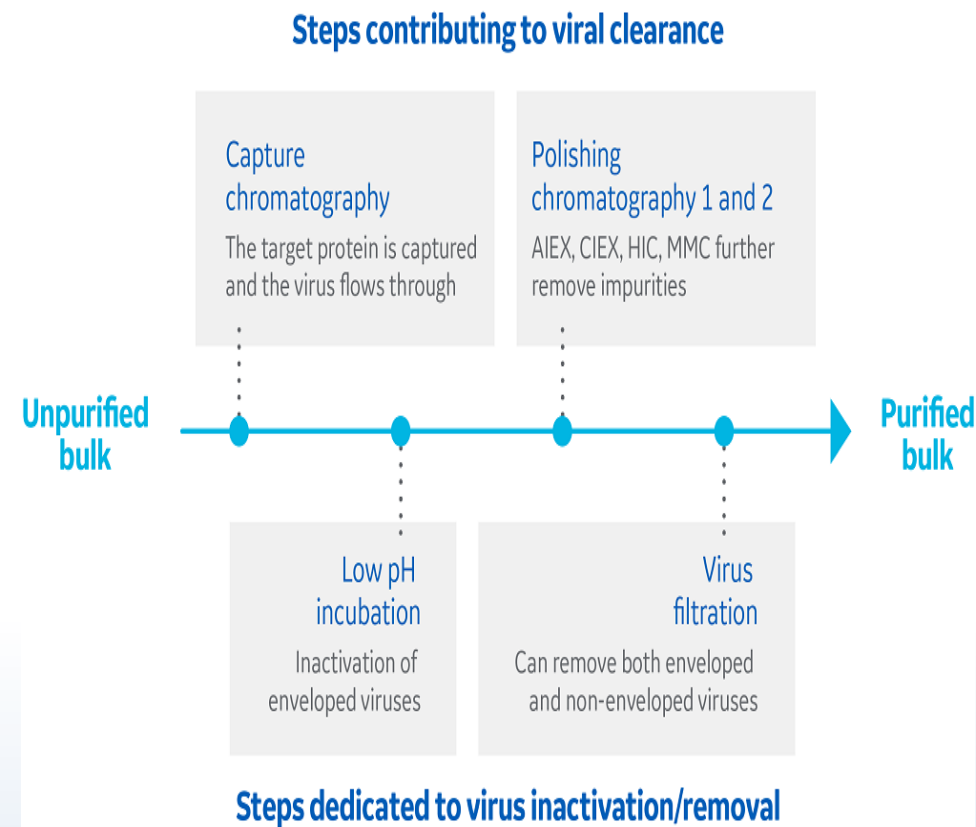 Steps contributing to viral clearance
Capture
chromatography
The target protein is captured
and the virus flows through
Polishing
chromatography 1 and 2
AIEX, CIEX, HIC, MMC further
remove impurities
Unpurified
bulk
Purified
bulk
Low pH
incubation
Inactivation of
enveloped viruses
Virus
filtration
Can remove both enveloped
and non-enveloped viruses
Steps dedicated to virus inactivation/removal